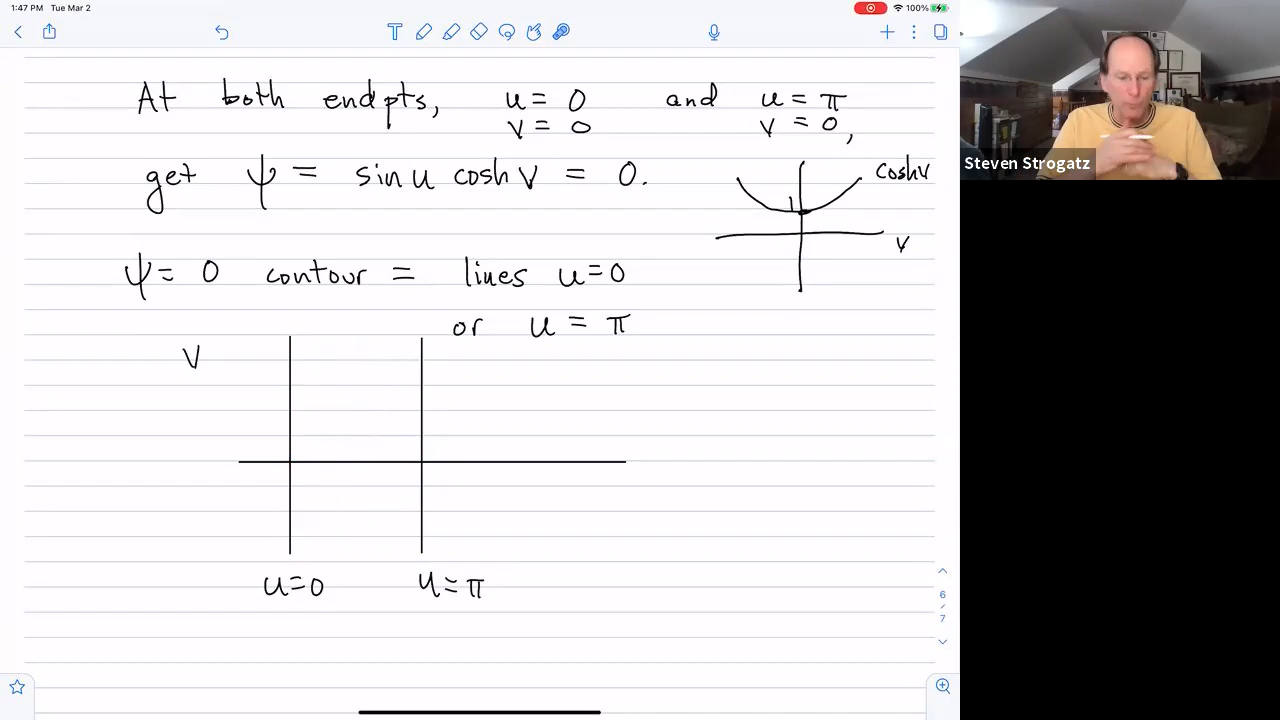 1:47 PM Tue Mar 2
100%
At both endpts, u = 0 and u = π
v = 0 v = 0,
get ψ = sin u cosh v = 0.
cosh v
1
v
ψ = 0 contour = lines u=0
or u = π
v
u=0 u=π
6
/
7
Steven Strogatz